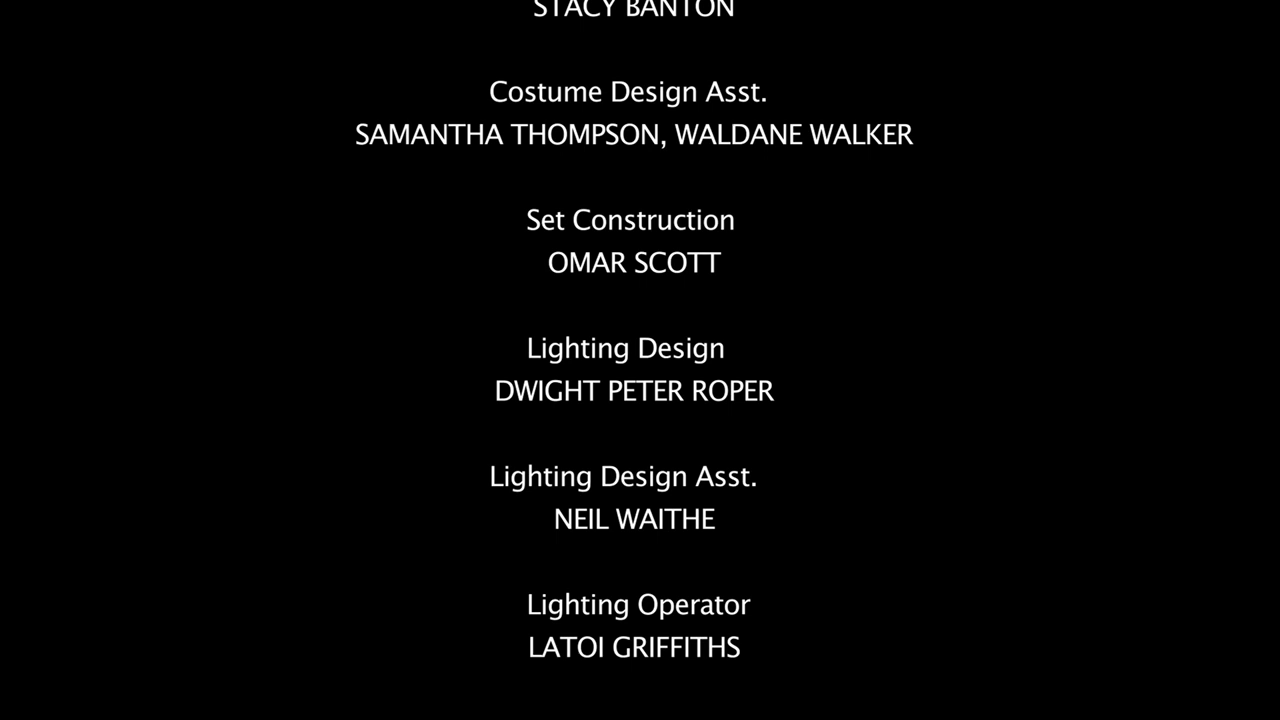 STACY BANTON
Costume Design Asst.
SAMANTHA THOMPSON, WALDANE WALKER
Set Construction
OMAR SCOTT
Lighting Design
DWIGHT PETER ROPER
Lighting Design Asst.
NEIL WAITHE
Lighting Operator
LATOI GRIFFITHS